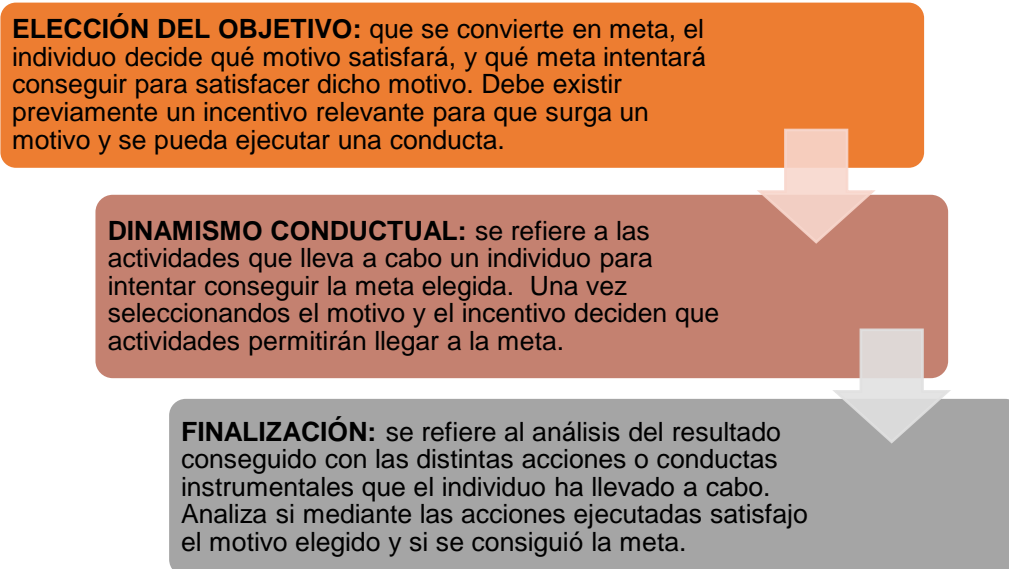 ELECCIÓN DEL OBJETIVO: que se convierte en meta, el
individuo decide qué motivo satisfará, y qué meta intentará
conseguir para satisfacer dicho motivo. Debe existir
previamente un incentivo relevante para que surga un
motivo y se pueda ejecutar una conducta.
DINAMISMO CONDUCTUAL: se refiere a las
actividades que lleva a cabo un individuo para
intentar conseguir la meta elegida.  Una vez
seleccionandos el motivo y el incentivo deciden que
actividades permitirán llegar a la meta.
FINALIZACIÓN: se refiere al análisis del resultado
conseguido con las distintas acciones o conductas
instrumentales que el individuo ha llevado a cabo.
Analiza si mediante las acciones ejecutadas satisfajo
el motivo elegido y si se consiguió la meta.